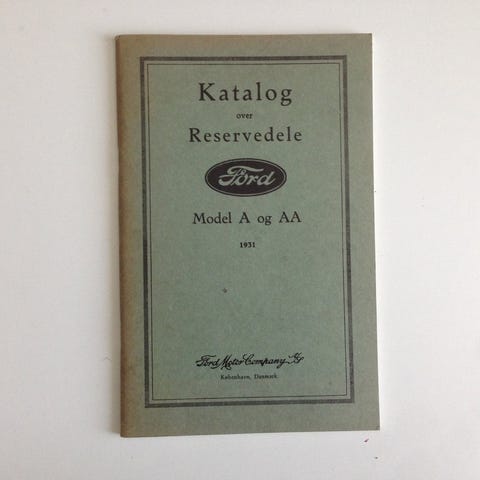 Katalog
over
Reservedele
Ford
Model A og AA
1931
Ford Motor Company A/S
København, Danmark.